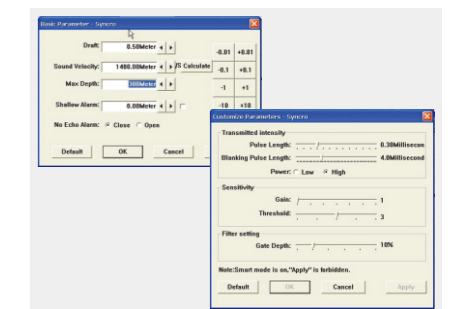 Basic Parameter - Syncro
Draft: 0.50Meter -0.01 +0.01
Sound Velocity: 1480.00Meter /S Calculate -0.1 +0.1
Max Depth: 300Meter -1 +1
Shallow Alarm: 0.00Meter -10 +10
No Echo Alarm: Close Open
Default OK Cancel
Customize Parameters - Syncro
Transmitted intensity
Pulse Length: 0.30Millisecon
Blanking Pulse Length: 4.0Millisecond
Power: Low High
Sensitivity
Gain: 1
Threshold: 3
Filter setting
Gate Depth: 10%
Note:Smart mode is on,"Apply" is forbidden.
Default OK Cancel Apply